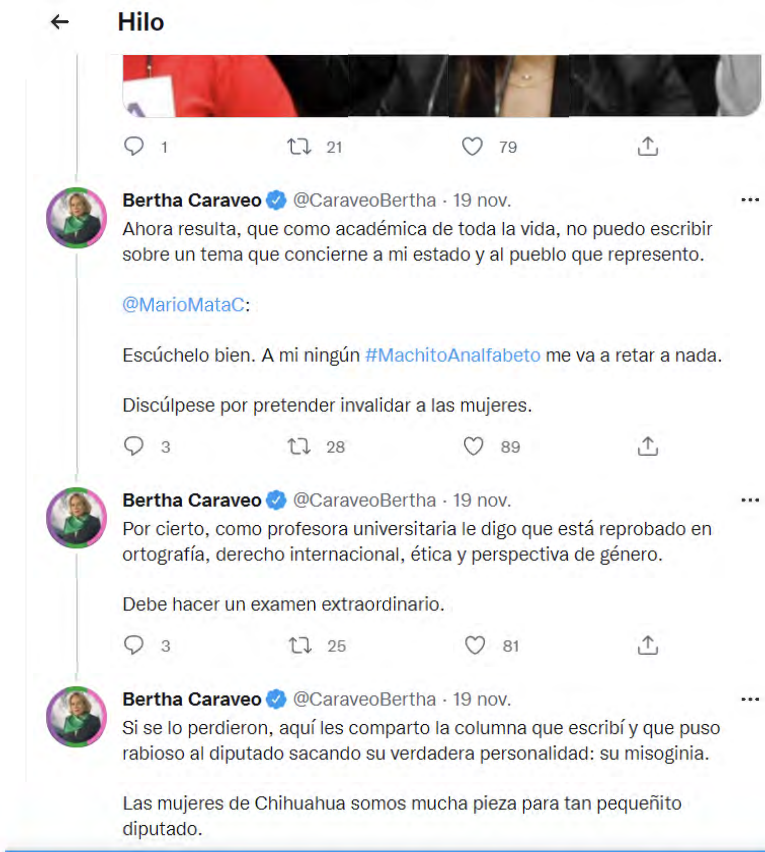 Hilo
1 21 79
Bertha Caraveo @CaraveoBertha · 19 nov.
Ahora resulta, que como académica de toda la vida, no puedo escribir
sobre un tema que concierne a mi estado y al pueblo que represento.
@MarioMataC:
Escúchelo bien. A mi ningún #MachitoAnalfabeto me va a retar a nada.
Discúlpese por pretender invalidar a las mujeres.
3 28 89
Bertha Caraveo @CaraveoBertha · 19 nov.
Por cierto, como profesora universitaria le digo que está reprobado en
ortografía, derecho internacional, ética y perspectiva de género.
Debe hacer un examen extraordinario.
3 25 81
Bertha Caraveo @CaraveoBertha · 19 nov.
Si se lo perdieron, aquí les comparto la columna que escribí y que puso
rabioso al diputado sacando su verdadera personalidad: su misoginia.
Las mujeres de Chihuahua somos mucha pieza para tan pequeñito
diputado.